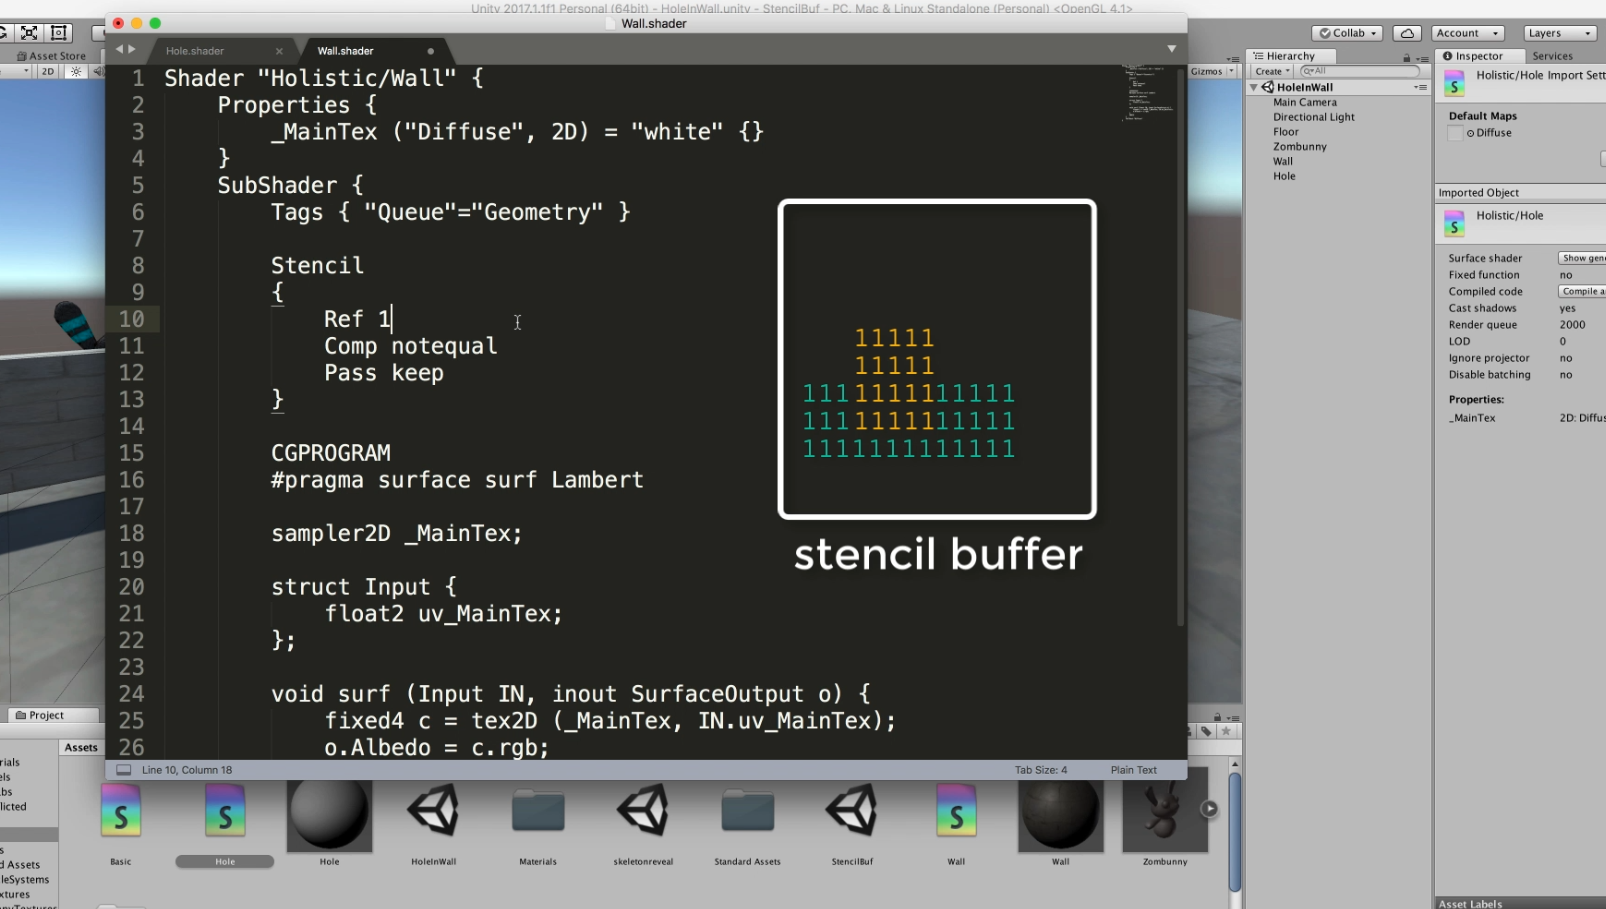 Unity 2017.1.1f1 Personal (64bit) - HoleInWall.unity - StencilBuf - PC, Mac & Linux Standalone (Personal) <OpenGL 4.1>
Wall.shader
Collab
Account
Layers
Asset Store
Hole.shader
Wall.shader
2D
Gizmos
Hierarchy
Create
All
HoleInWall
Main Camera
Directional Light
Floor
Zombunny
Wall
Hole
Inspector
Services
Holistic/Hole Import Sett
Default Maps
Diffuse
Imported Object
Holistic/Hole
Surface shader Show gen
Fixed function no
Compiled code Compile a
Cast shadows yes
Render queue 2000
LOD 0
Ignore projector no
Disable batching no
Properties:
_MainTex 2D: Diffus
Asset Labels
1 Shader "Holistic/Wall" {
2 Properties {
3 _MainTex ("Diffuse", 2D) = "white" {}
4 }
5 SubShader {
6 Tags { "Queue"="Geometry" }
7
8 Stencil
9 {
10 Ref 1
11 Comp notequal
12 Pass keep
13 }
14
15 CGPROGRAM
16 #pragma surface surf Lambert
17
18 sampler2D _MainTex;
19
20 struct Input {
21 float2 uv_MainTex;
22 };
23
24 void surf (Input IN, inout SurfaceOutput o) {
25 fixed4 c = tex2D (_MainTex, IN.uv_MainTex);
26 o.Albedo = c.rgb;
11111
11111
1111111111111
1111111111111
1111111111111
stencil buffer
Line 10, Column 18
Tab Size: 4
Plain Text
Project
Assets
rials
els
bs
flicted
s
d Assets
leSystems
xtures
Basic
Hole
Hole
HoleInWall
Materials
skeletonreveal
Standard Assets
StencilBuf
Wall
Wall
Zombunny